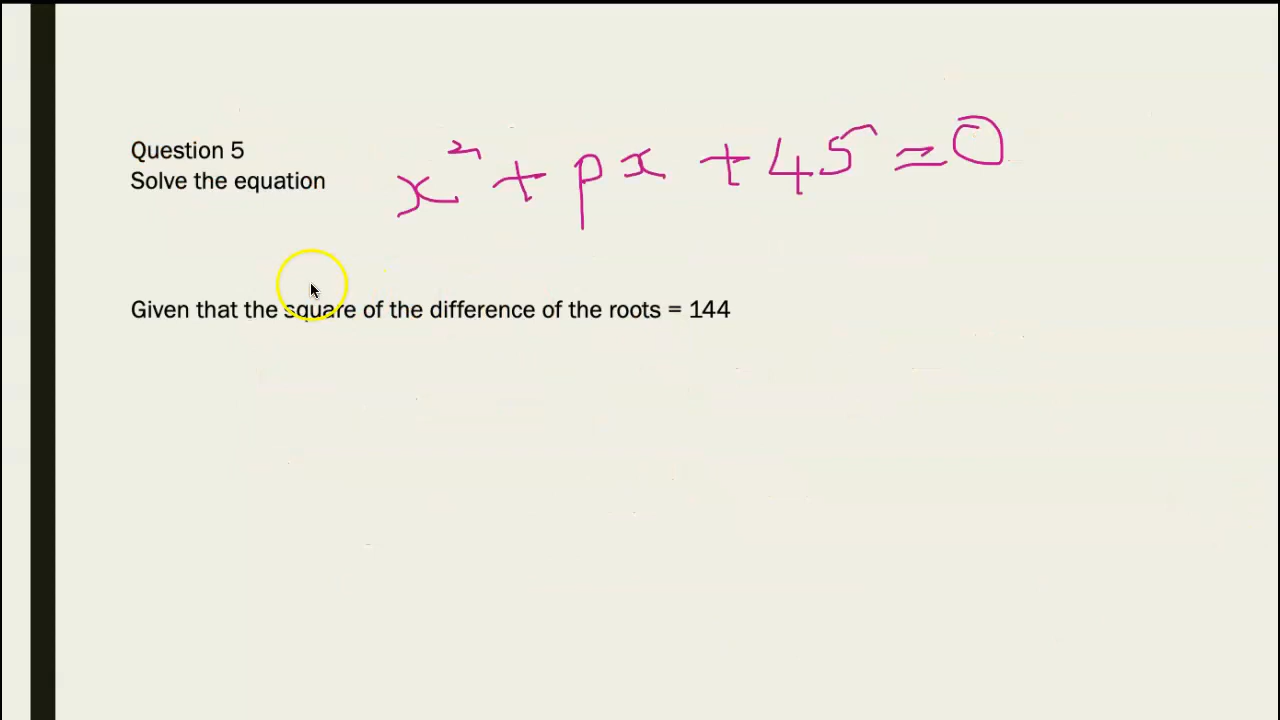 Question 5
Solve the equation x² + px + 45 = 0
Given that the square of the difference of the roots = 144